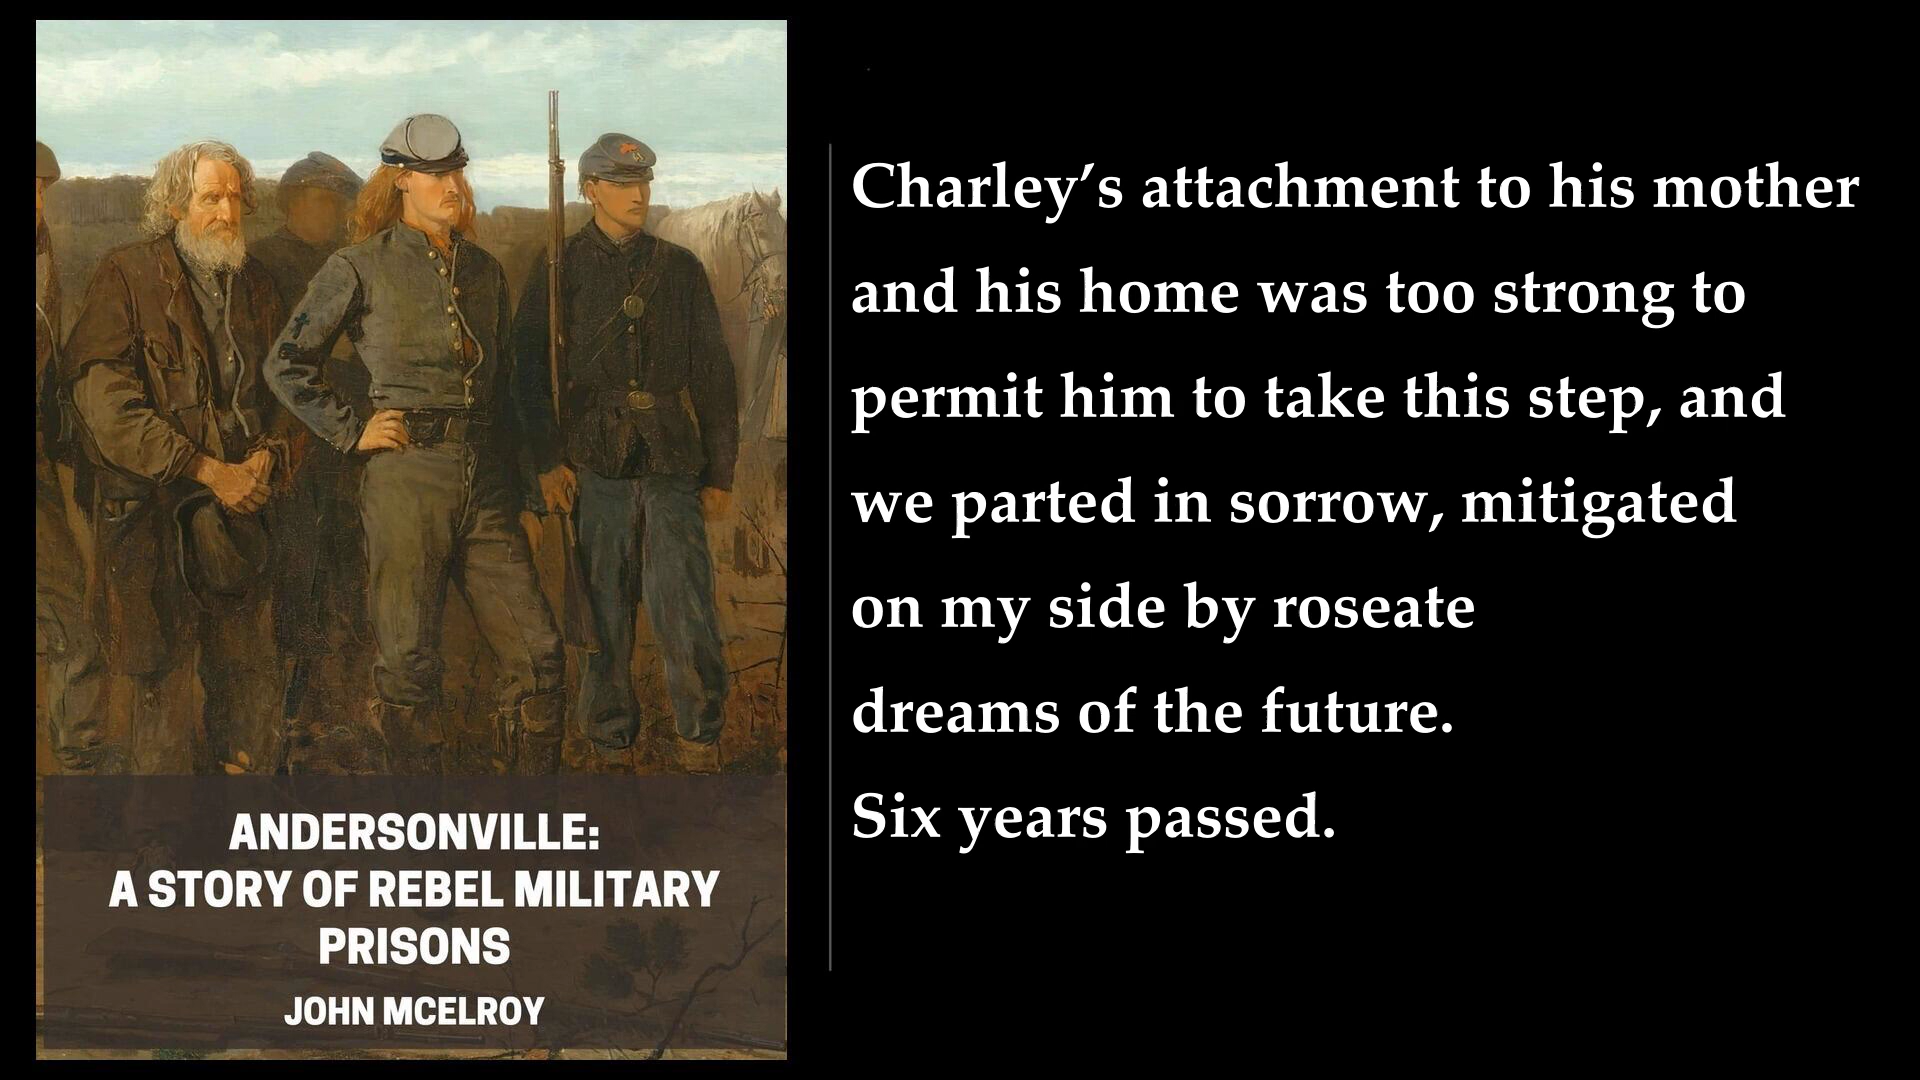 ANDERSONVILLE:
A STORY OF REBEL MILITARY
PRISONS
JOHN MCELROY
Charley’s attachment to his mother
and his home was too strong to
permit him to take this step, and
we parted in sorrow, mitigated
on my side by roseate
dreams of the future.
Six years passed.